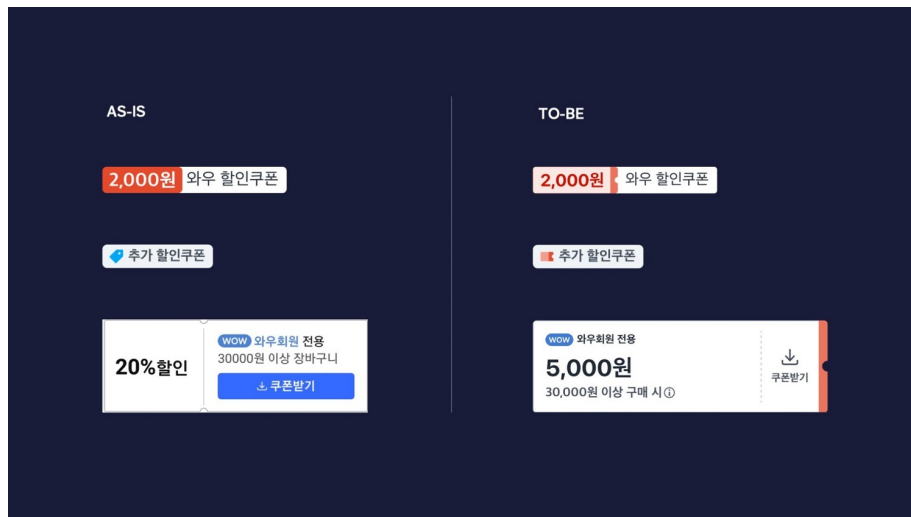 AS-IS
2,000원 와우 할인쿠폰
추가 할인쿠폰
20%할인
WOW 와우회원 전용
30000원 이상 장바구니
쿠폰받기
TO-BE
2,000원 와우 할인쿠폰
추가 할인쿠폰
WOW 와우회원 전용
5,000원
30,000원 이상 구매 시
쿠폰받기